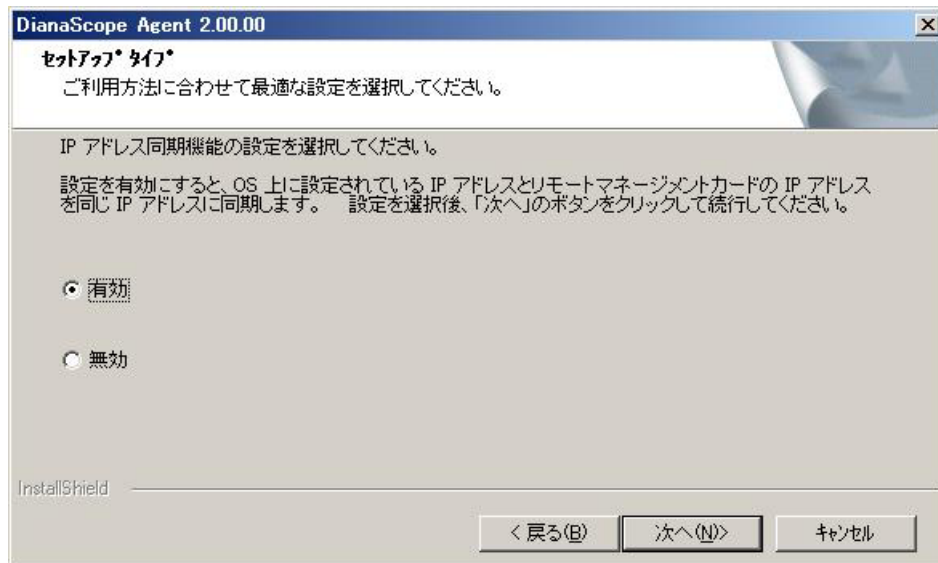 DianaScope Agent 2.00.00
ｾｯﾄｱｯﾌﾟ ﾀｲﾌﾟ
ご利用方法に合わせて最適な設定を選択してください。
IP アドレス同期機能の設定を選択してください。
設定を有効にすると、OS 上に設定されている IP アドレスとリモートマネージメントカードの IP アドレス
を同じ IP アドレスに同期します。 設定を選択後、「次へ」のボタンをクリックして続行してください。
有効
無効
InstallShield
< 戻る(B)
次へ(N)>
ｷｬﾝｾﾙ